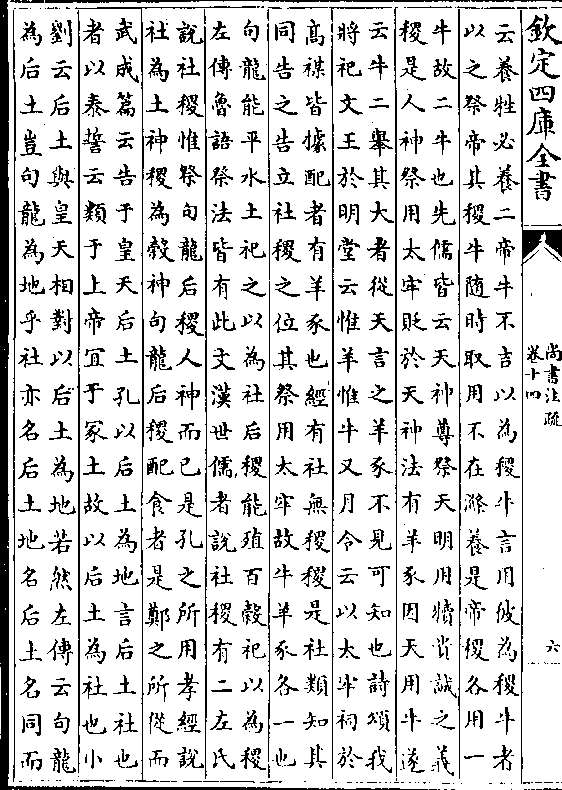 欽定四庫全書
尚書注疏
卷十四
六
云養牲必養二帝牛不吉以為稷牛言用彼為稷牛者
以之祭帝其稷牛隨時取用不在滌養是帝稷各用一
牛故二牛也先儒皆云天神尊祭天明用犢貴誠之義
稷是人神祭用太牢貶於天神法有羊豕因天用牛遂
云牛二舉其大者從天言之羊豕不見可知也詩頌我
將祀文王於明堂云惟羊惟牛又月令云以太牢祠於
髙禖皆據配者有羊豕也經有社無稷稷是社類知其
同告之告立社稷之位其祭用太牢故牛羊豕各一也
句龍能平水土祀之以為社后稷能殖百榖祀以為稷
左傳魯語祭法皆有此文漢世儒者說社稷有二左氏
說社稷惟祭句龍后稷人神而已是孔之所用孝經說
社為土神稷為榖神句龍后稷配食者是鄭之所從而
武成篇云告于皇天后土孔以后土為地言后土社也
者以泰誓云類于上帝宜于冢土故以后土為社也小
劉云后土與皇天相對以后土為地若然左傳云句龍
為后土豈句龍為地乎社亦名后土地名后土名同而